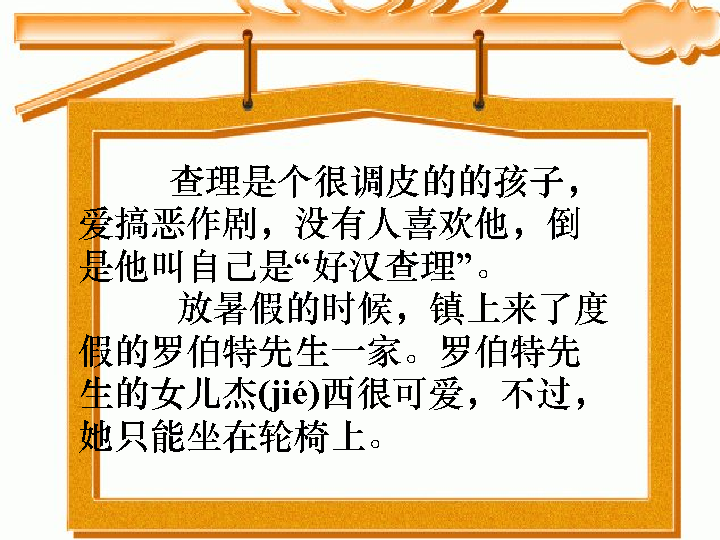 查理是个很调皮的的孩子，
爱搞恶作剧，没有人喜欢他，倒
是他叫自己是“好汉查理”。
放暑假的时候，镇上来了度
假的罗伯特先生一家。罗伯特先
生的女儿杰(jié)西很可爱，不过，
她只能坐在轮椅上。